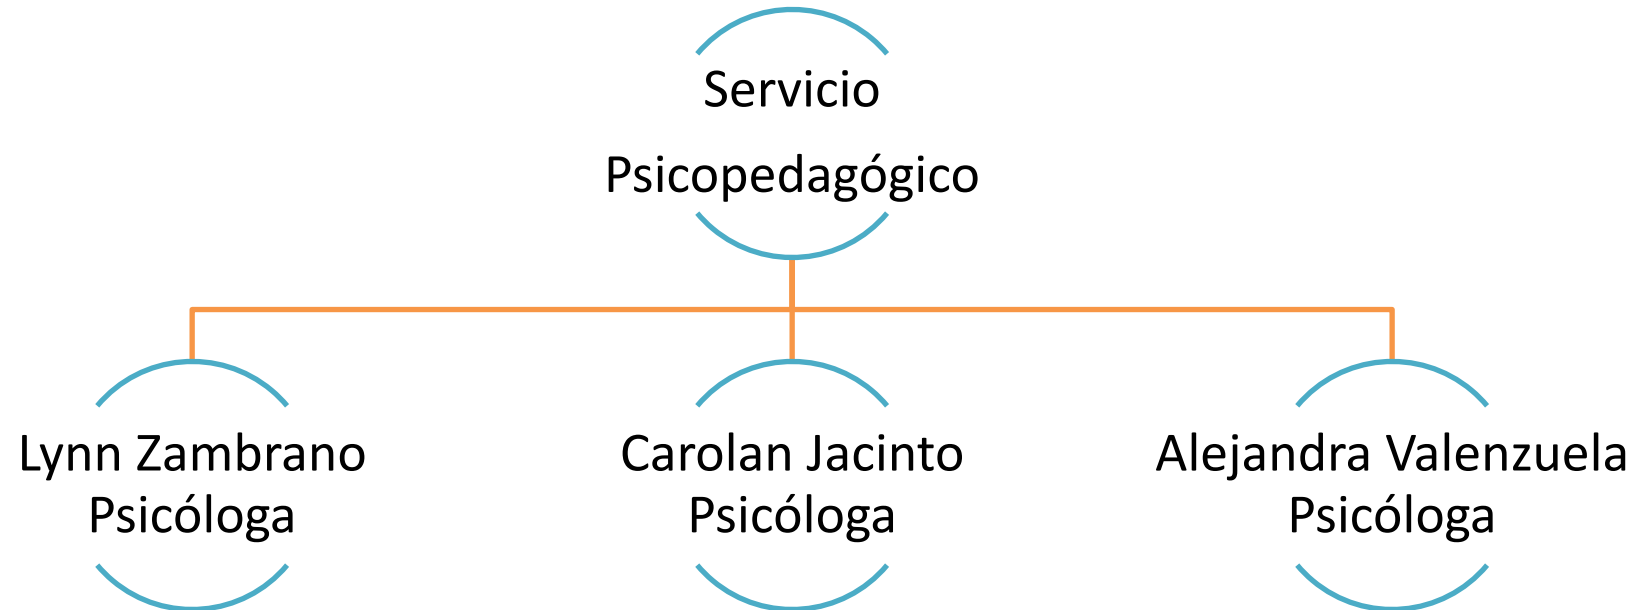 Servicio
Psicopedagógico
Lynn Zambrano
Psicóloga
Carolan Jacinto
Psicóloga
Alejandra Valenzuela
Psicóloga